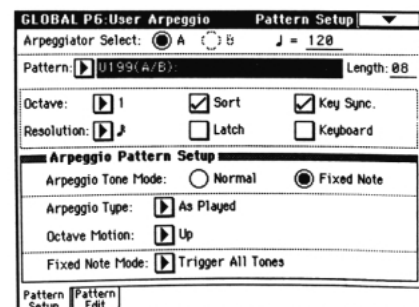 GLOBAL P6:User Arpeggio Pattern Setup
Arpeggiator Select: A B ♩ = 120
Pattern: U199(A/B): Length: 08
Octave: 1 Sort Key Sync.
Resolution: Latch Keyboard
Arpeggio Pattern Setup
Arpeggio Tone Mode: Normal Fixed Note
Arpeggio Type: As Played
Octave Motion: Up
Fixed Note Mode: Trigger All Tones
Pattern Setup Pattern Edit